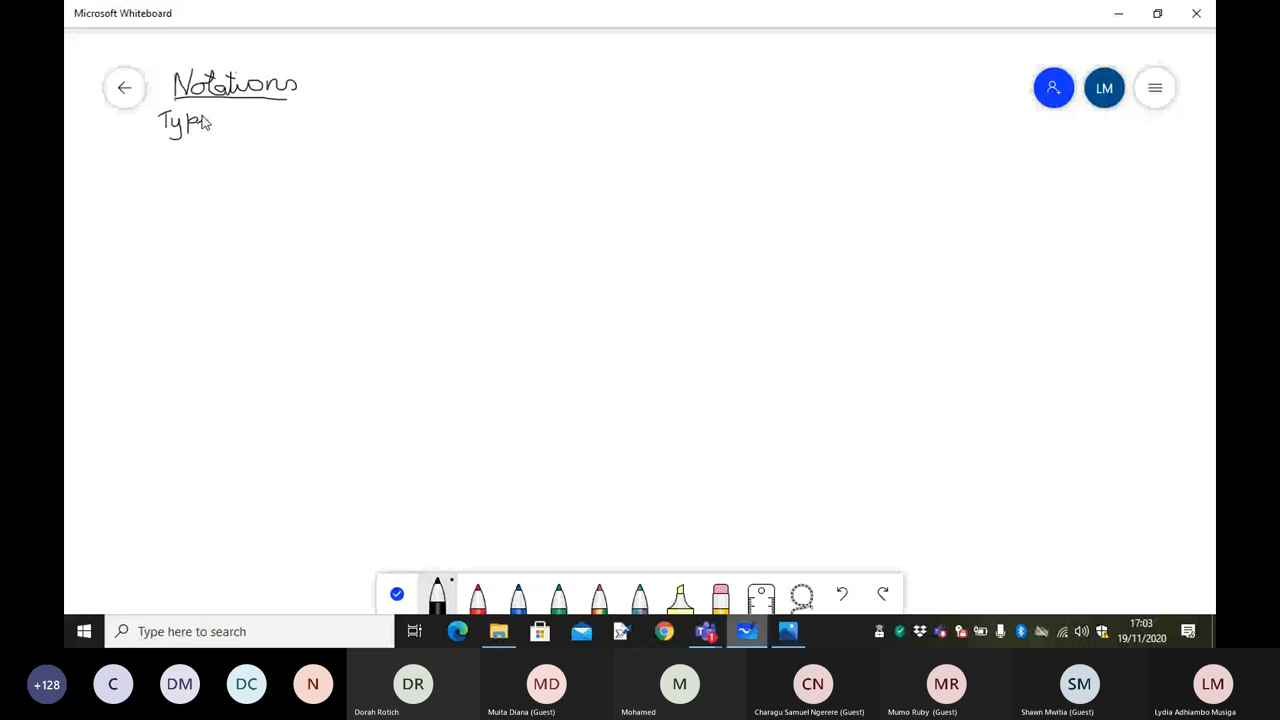 Microsoft Whiteboard
Notations
Typ
LM
Type here to search
1
17:03
19/11/2020
+128
C
DM
DC
N
DR
MD
M
CN
MR
SM
LM
Dorah Rotich
Muita Diana (Guest)
Mohamed
Charagu Samuel Ngerere (Guest)
Mumo Ruby (Guest)
Shawn Mwitia (Guest)
Lydia Adhiambo Musiga